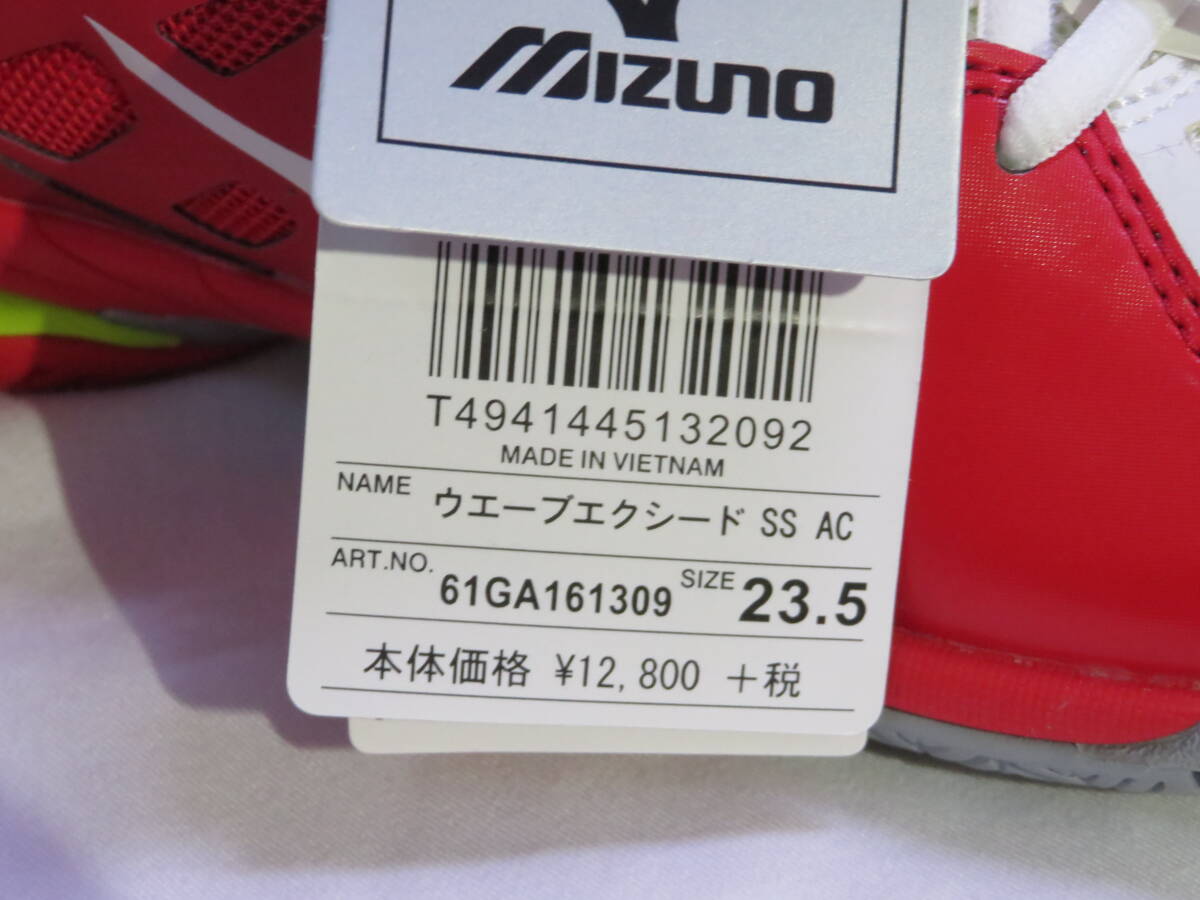 mizuno
T4941445132092
MADE IN VIETNAM
NAME ウエーブエクシード SS AC
ART.NO. 61GA161309 SIZE 23.5
本体価格 ¥12,800 +税